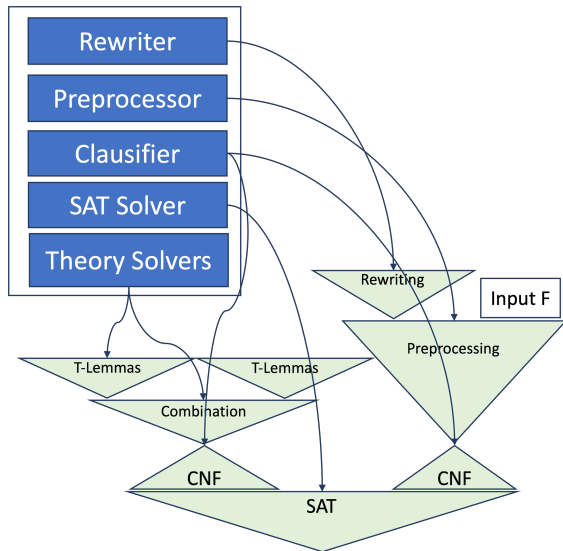 Rewriter
Preprocessor
Clausifier
SAT Solver
Theory Solvers
Rewriting
Input F
Preprocessing
T-Lemmas
T-Lemmas
Combination
CNF
CNF
SAT